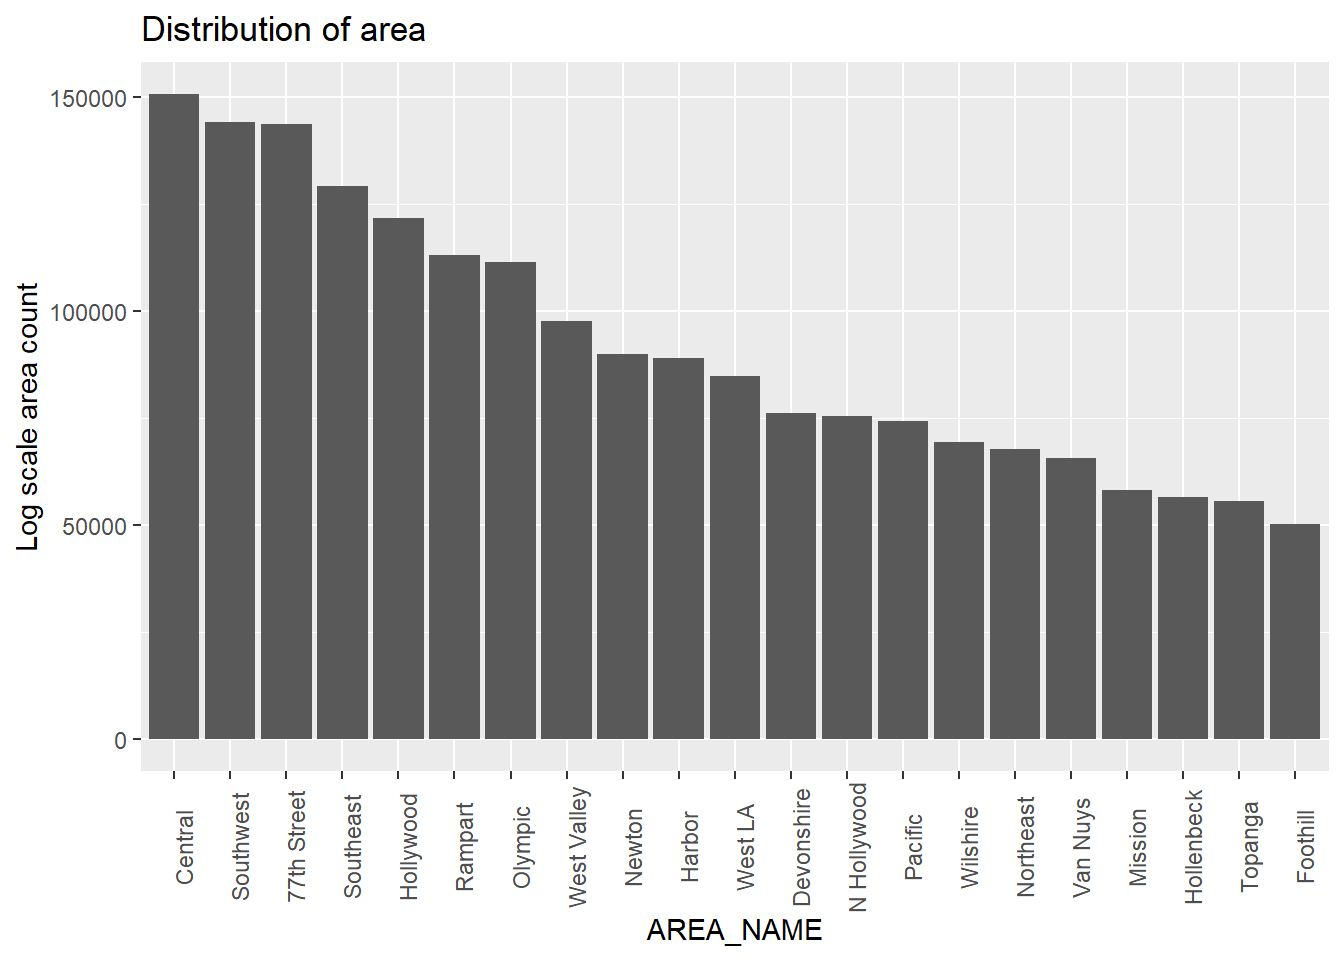 Distribution of area
Log scale area count
150000
100000
50000
0
Central
Southwest
77th Street
Southeast
Hollywood
Rampart
Olympic
West Valley
Newton
Harbor
West LA
Devonshire
N Hollywood
Pacific
Wilshire
Northeast
Van Nuys
Mission
Hollenbeck
Topanga
Foothill
AREA_NAME